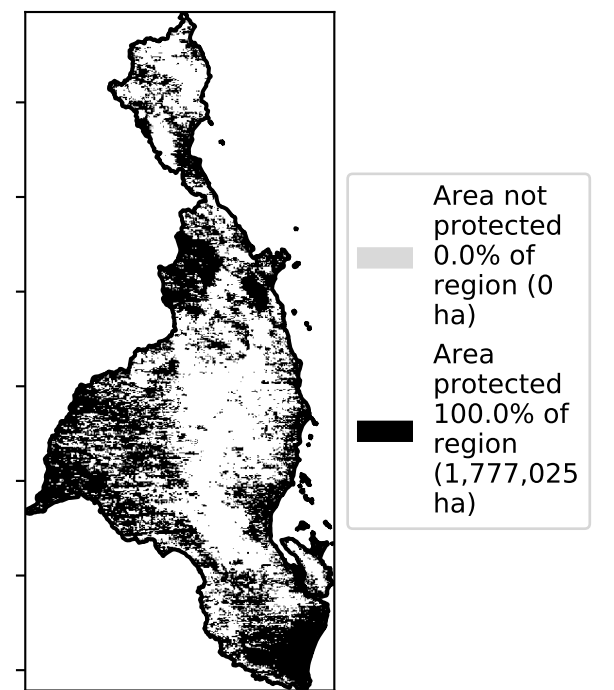 Area not
protected
0.0% of
region (0
ha)
Area
protected
100.0% of
region
(1,777,025
ha)